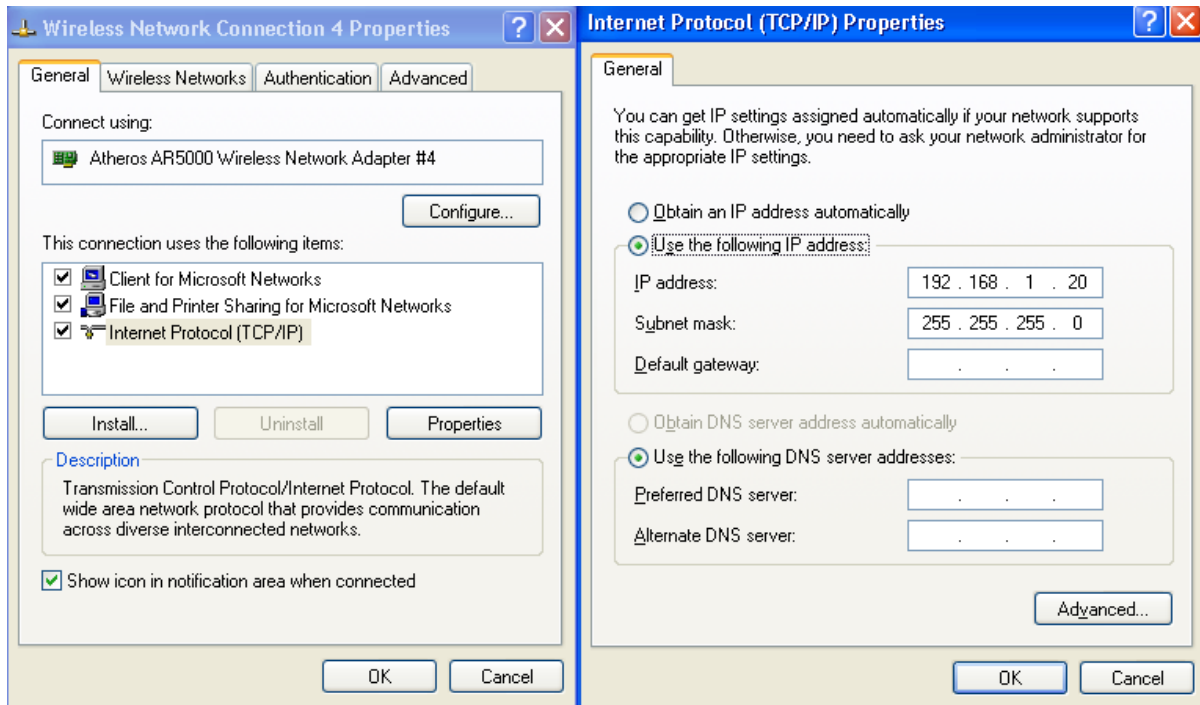 Wireless Network Connection 4 Properties
General
Wireless Networks
Authentication
Advanced
Connect using:
Atheros AR5000 Wireless Network Adapter #4
Configure...
This connection uses the following items:
Client for Microsoft Networks
File and Printer Sharing for Microsoft Networks
Internet Protocol (TCP/IP)
Install...
Uninstall
Properties
Description
Transmission Control Protocol/Internet Protocol. The default
wide area network protocol that provides communication
across diverse interconnected networks.
Show icon in notification area when connected
OK
Cancel
Internet Protocol (TCP/IP) Properties
General
You can get IP settings assigned automatically if your network supports
this capability. Otherwise, you need to ask your network administrator for
the appropriate IP settings.
Obtain an IP address automatically
Use the following IP address:
IP address: 192 . 168 . 1 . 20
Subnet mask: 255 . 255 . 255 . 0
Default gateway: . . .
Obtain DNS server address automatically
Use the following DNS server addresses:
Preferred DNS server: . . .
Alternate DNS server: . . .
Advanced...
OK
Cancel